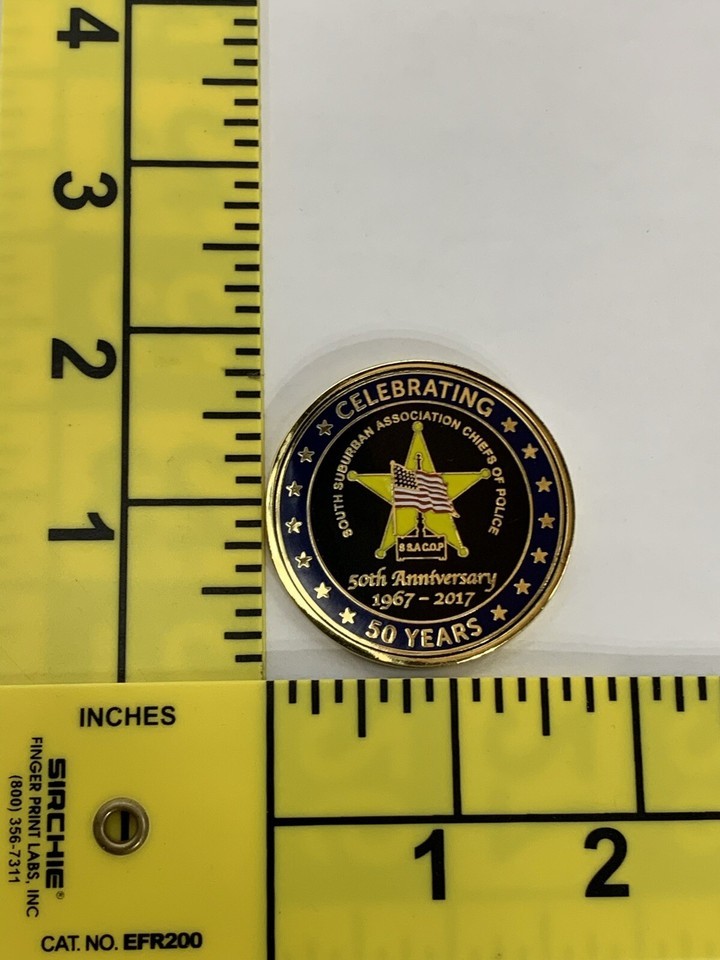 4
3
2
1
CELEBRATING
SOUTH SUBURBAN ASSOCIATION CHIEFS OF POLICE
S S.A C.O.P
50th Anniversary
1967 - 2017
50 YEARS
INCHES
SIRCHIE®
FINGER PRINT LABS, INC
(800) 356-7311
CAT. NO. EFR200
1
2